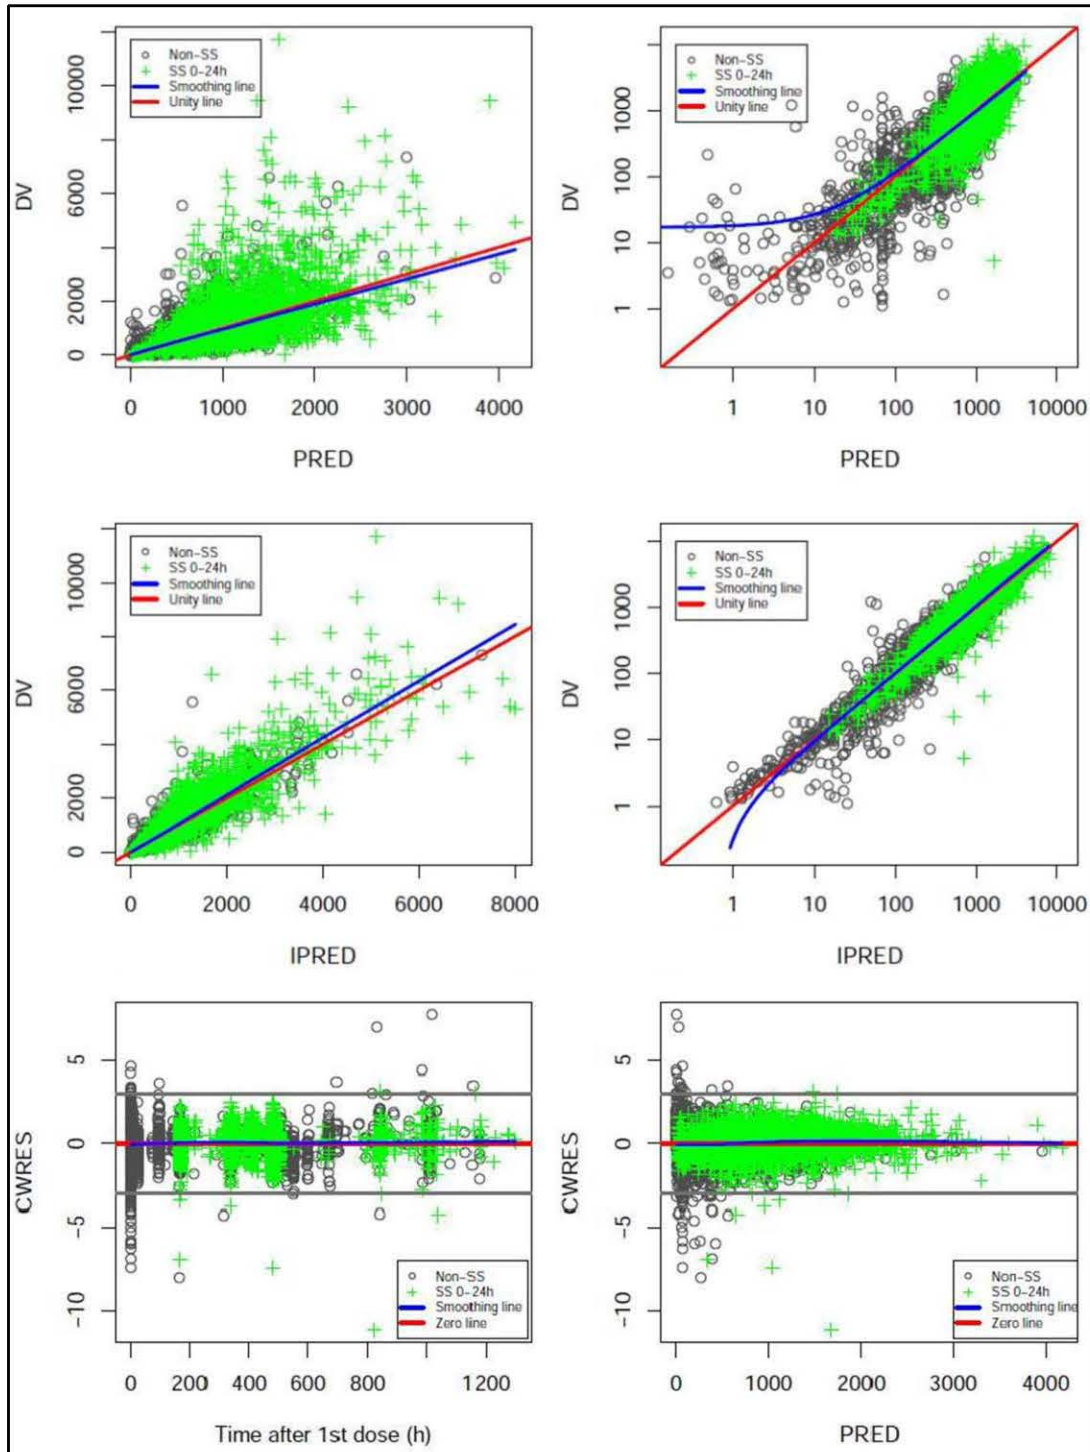 Non-SS
SS 0-24h
Smoothing line
Unity line
DV
0 2000 6000 10000
0 1000 2000 3000 4000
PRED
Non-SS
SS 0-24h
Smoothing line
Unity line
DV
1 10 100 1000
1 10 100 1000 10000
PRED
Non-SS
SS 0-24h
Smoothing line
Unity line
DV
0 2000 6000 10000
0 2000 4000 6000 8000
IPRED
Non-SS
SS 0-24h
Smoothing line
Unity line
DV
1 10 100 1000
1 10 100 1000 10000
IPRED
CWRES
-10 -5 0 5
Non-SS
SS 0-24h
Smoothing line
Zero line
0 200 400 600 800 1200
Time after 1st dose (h)
CWRES
-10 -5 0 5
Non-SS
SS 0-24h
Smoothing line
Zero line
0 1000 2000 3000 4000
PRED